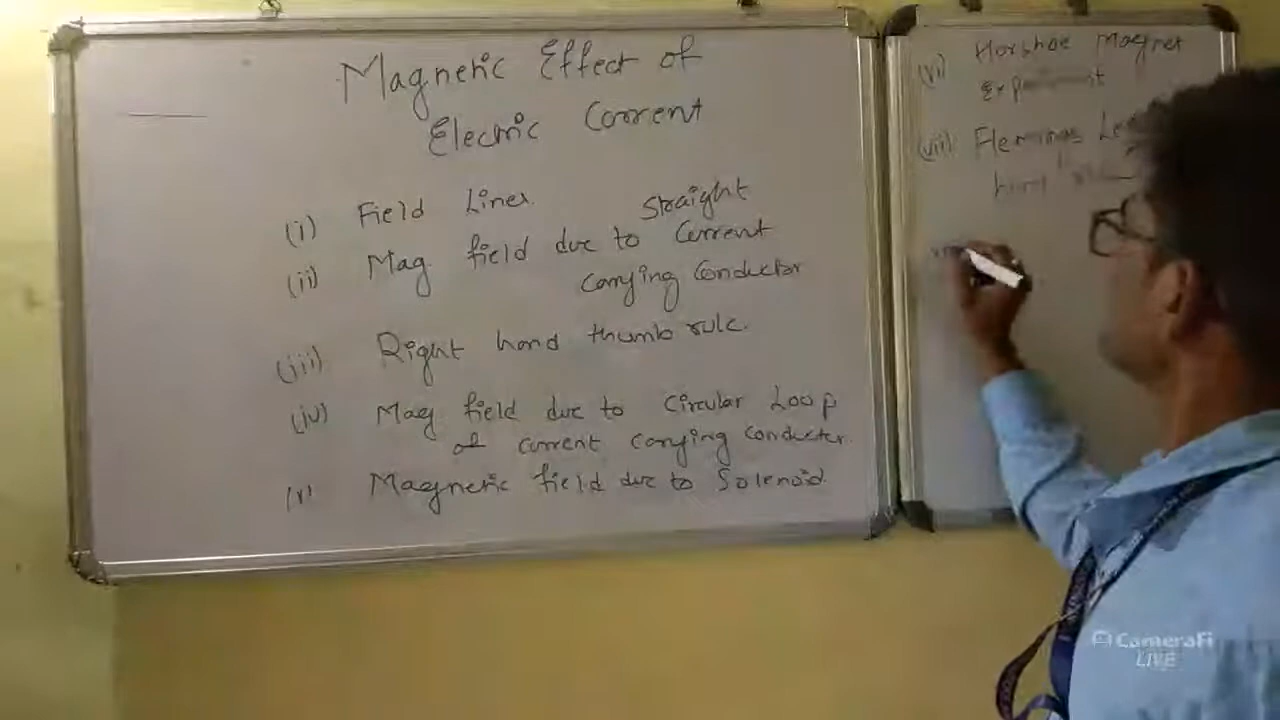 Magnetic Effect of
Electric Current
(i) Field Lines
(ii) Mag. field due to straight current
carrying conductor
(iii) Right hand thumb rule.
(iv) Mag field due to circular Loop
of current carrying conductor.
(v) Magnetic field due to Solenoid.
(vi) Horshoe Magnet
Experiment
(vii) Flemings
hand
CameraFi
LIVE